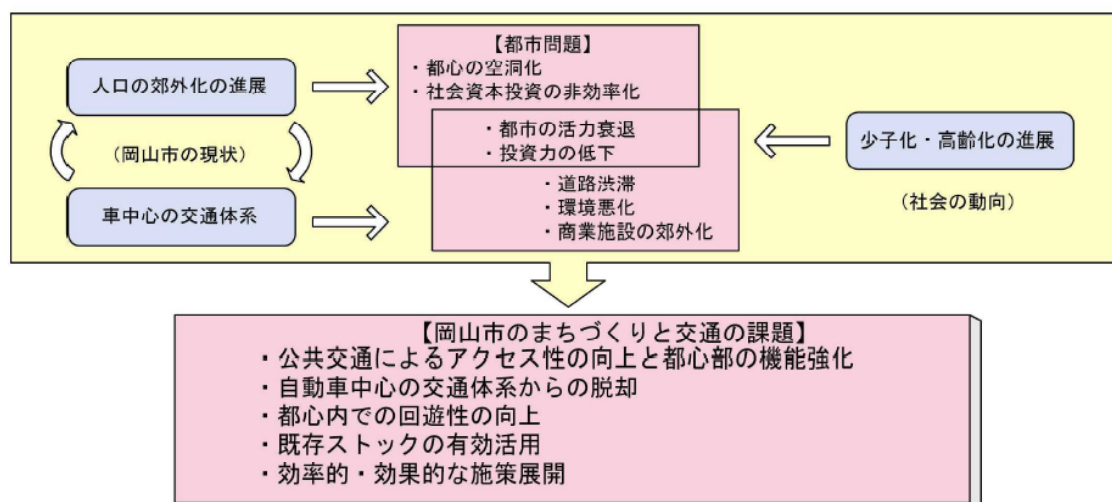 人口の郊外化の進展
(岡山市の現状)
車中心の交通体系
【都市問題】
・都心の空洞化
・社会資本投資の非効率化
・都市の活力衰退
・投資力の低下
・道路渋滞
・環境悪化
・商業施設の郊外化
少子化・高齢化の進展
(社会の動向)
【岡山市のまちづくりと交通の課題】
・公共交通によるアクセス性の向上と都心部の機能強化
・自動車中心の交通体系からの脱却
・都心内での回遊性の向上
・既存ストックの有効活用
・効率的・効果的な施策展開